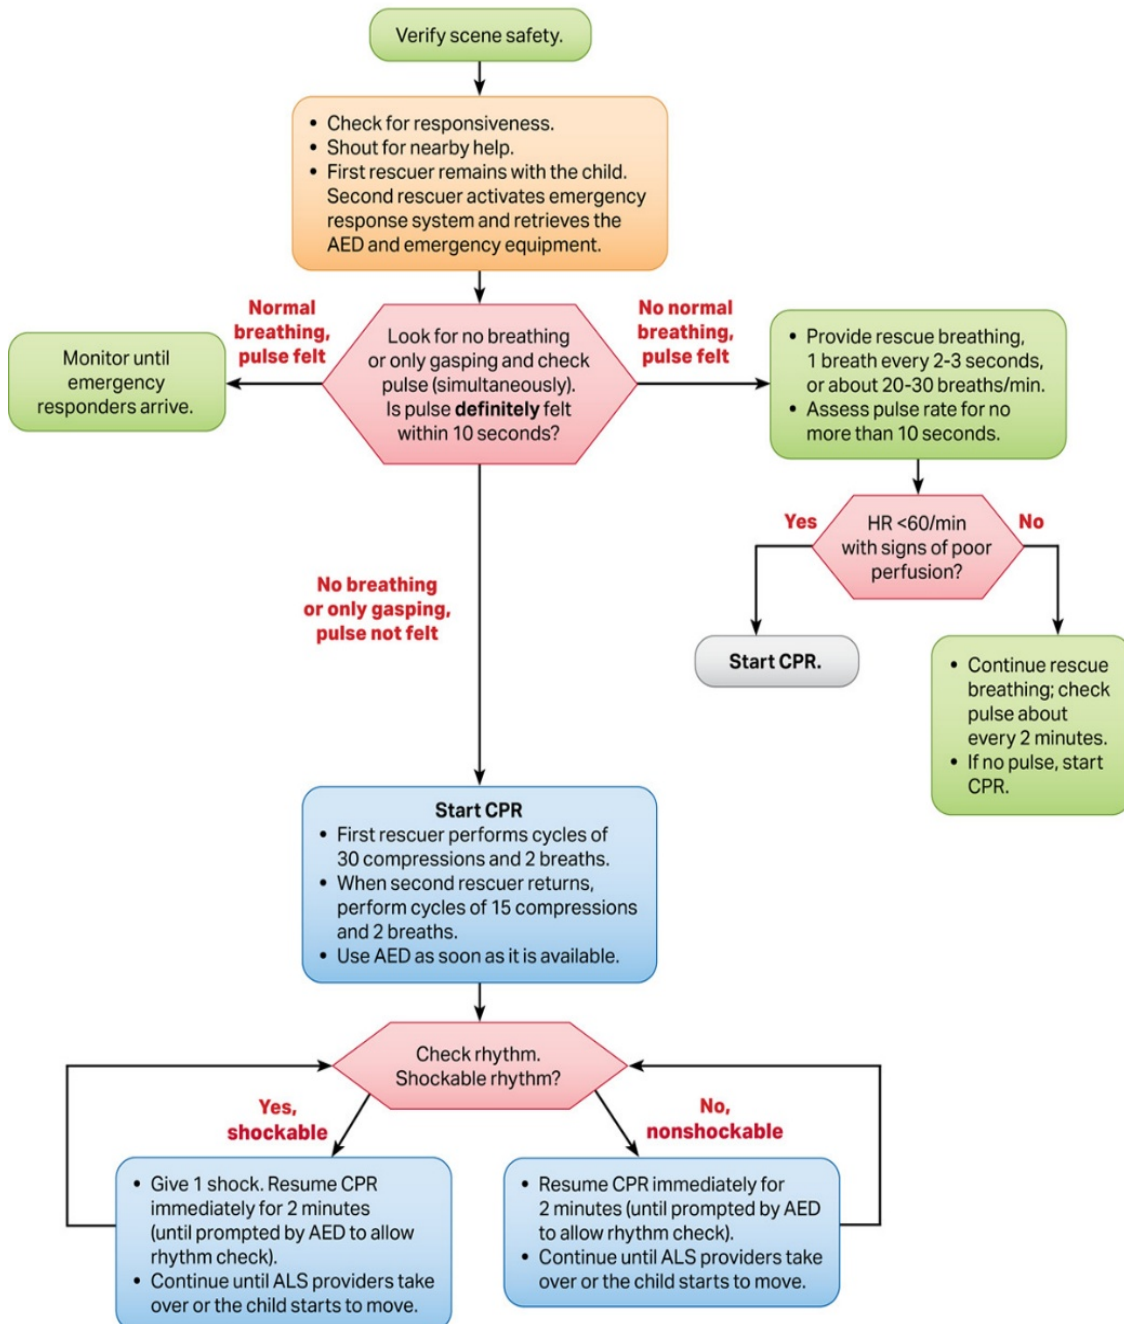 Verify scene safety.
• Check for responsiveness.
• Shout for nearby help.
• First rescuer remains with the child.
Second rescuer activates emergency
response system and retrieves the
AED and emergency equipment.
Normal
breathing,
pulse felt
No normal
breathing,
pulse felt
Monitor until
emergency
responders arrive.
Look for no breathing
or only gasping and check
pulse (simultaneously).
Is pulse definitely felt
within 10 seconds?
• Provide rescue breathing,
1 breath every 2-3 seconds,
or about 20-30 breaths/min.
• Assess pulse rate for no
more than 10 seconds.
Yes
HR <60/min
with signs of poor
perfusion?
No
No breathing
or only gasping,
pulse not felt
Start CPR.
• Continue rescue
breathing; check
pulse about
every 2 minutes.
• If no pulse, start
CPR.
Start CPR
• First rescuer performs cycles of
30 compressions and 2 breaths.
• When second rescuer returns,
perform cycles of 15 compressions
and 2 breaths.
• Use AED as soon as it is available.
Check rhythm.
Shockable rhythm?
Yes,
shockable
No,
nonshockable
• Give 1 shock. Resume CPR
immediately for 2 minutes
(until prompted by AED to allow
rhythm check).
• Continue until ALS providers take
over or the child starts to move.
• Resume CPR immediately for
2 minutes (until prompted by AED
to allow rhythm check).
• Continue until ALS providers take
over or the child starts to move.